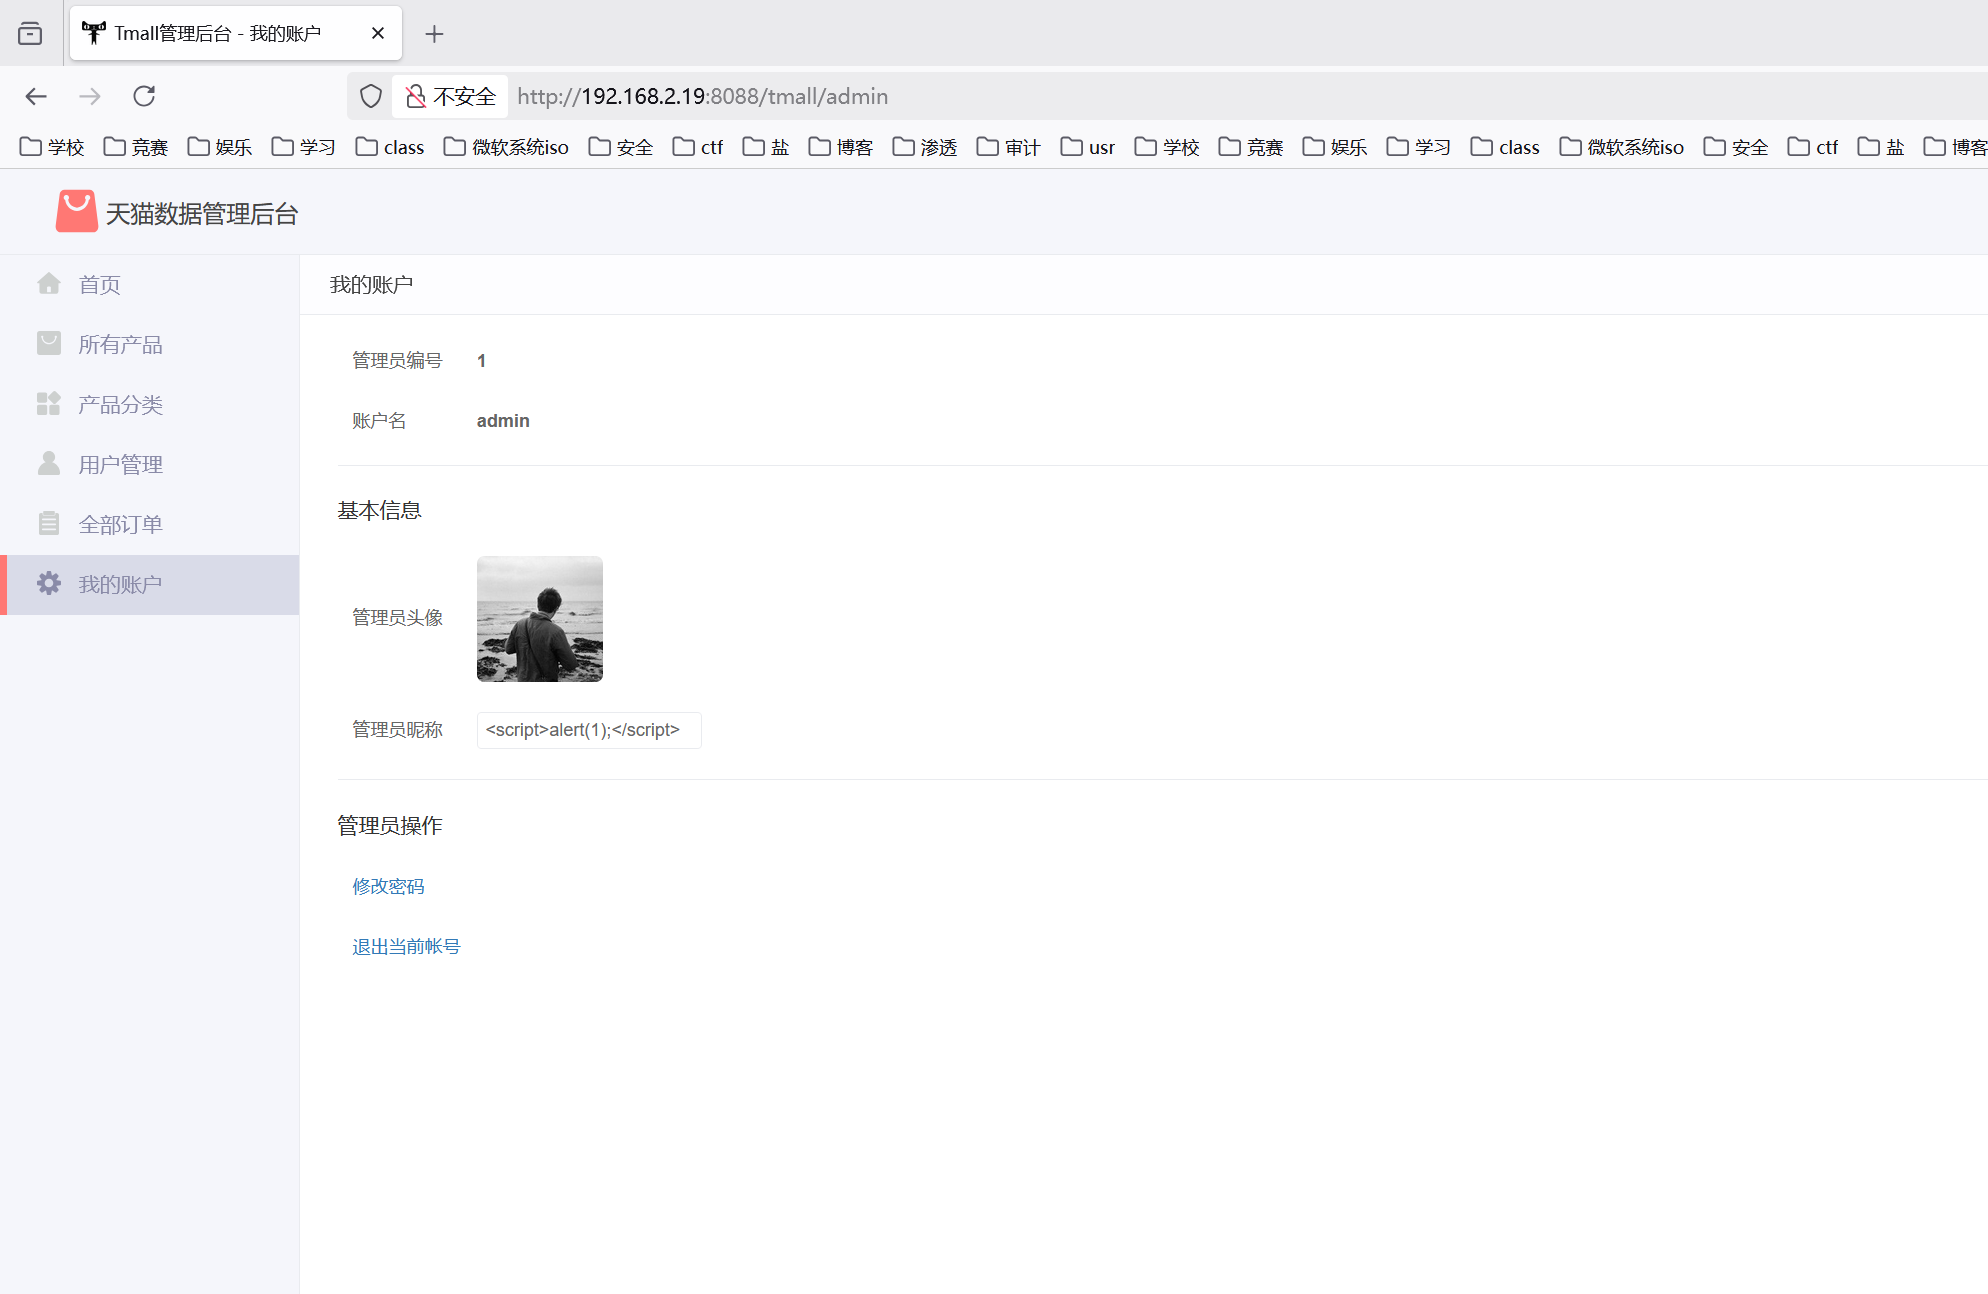 Tmall管理后台 - 我的账户
不安全 http://192.168.2.19:8088/tmall/admin
学校 竞赛 娱乐 学习 class 微软系统iso 安全 ctf 盐 博客 渗透 审计 usr 学校 竞赛 娱乐 学习 class 微软系统iso 安全 ctf 盐 博客
天猫数据管理后台
首页
所有产品
产品分类
用户管理
全部订单
我的账户
我的账户
管理员编号 1
账户名 admin
基本信息
管理员头像
管理员昵称 <script>alert(1);</script>
管理员操作
修改密码
退出当前帐号